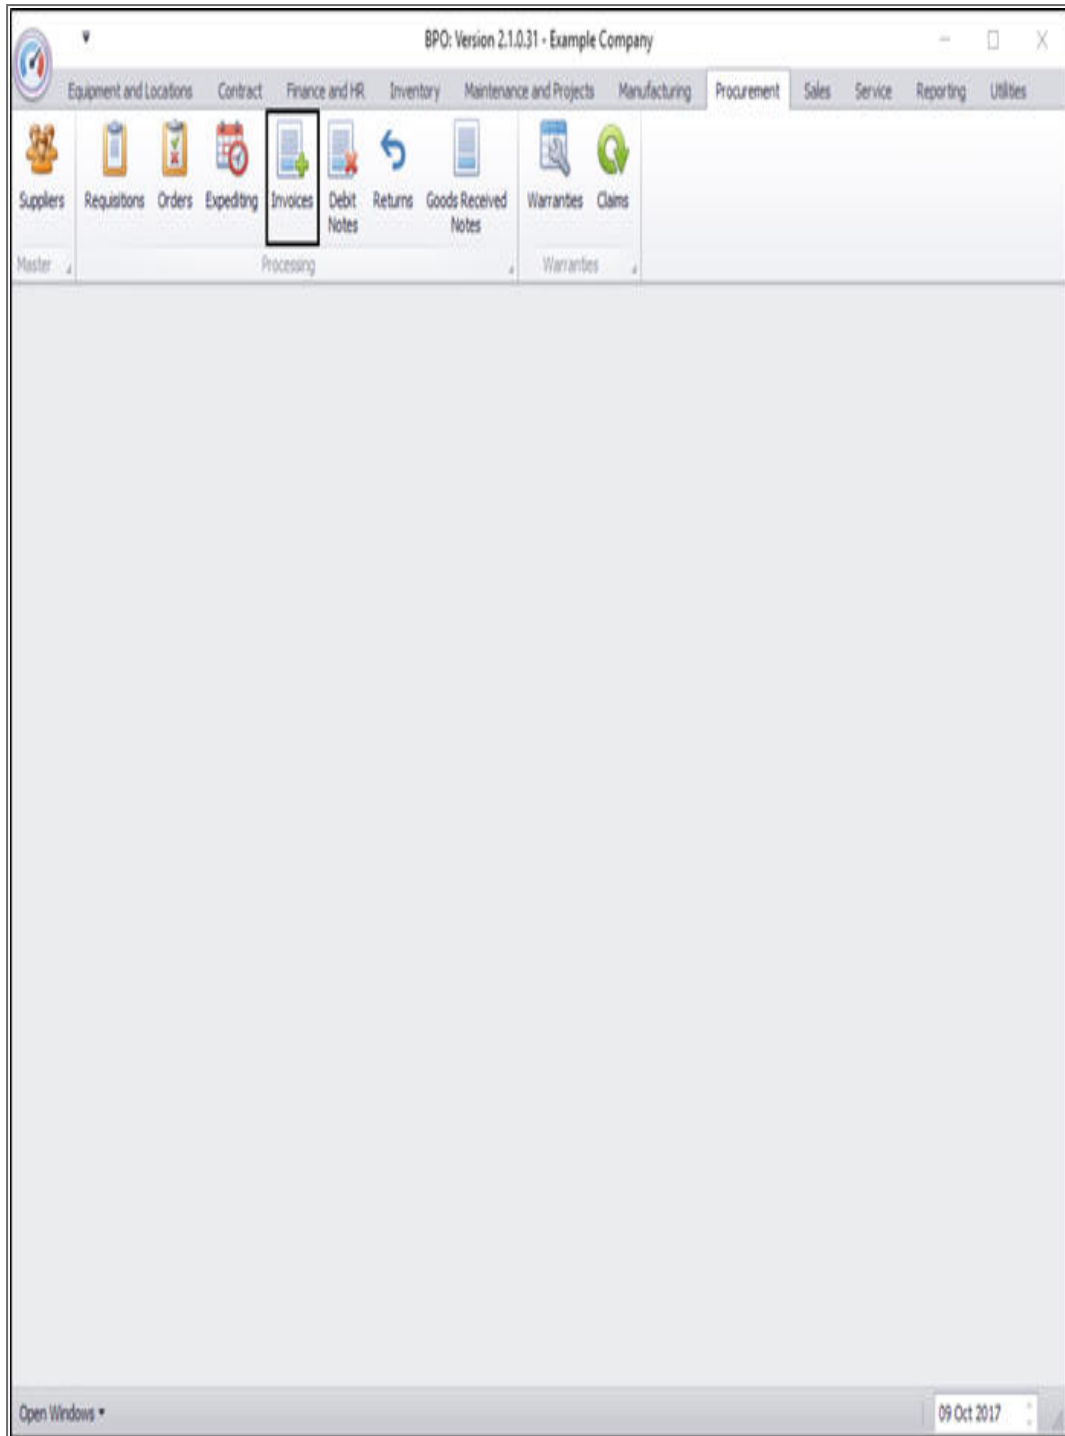 BPO: Version 2.1.0.31 - Example Company
Equipment and Locations Contract Finance and HR Inventory Maintenance and Projects Manufacturing Procurement Sales Service Reporting Utilities
Suppliers Requisitions Orders Expediting Invoices Debit Notes Returns Goods Received Notes Warranties Claims
Master Processing Warranties
Open Windows 09 Oct 2017